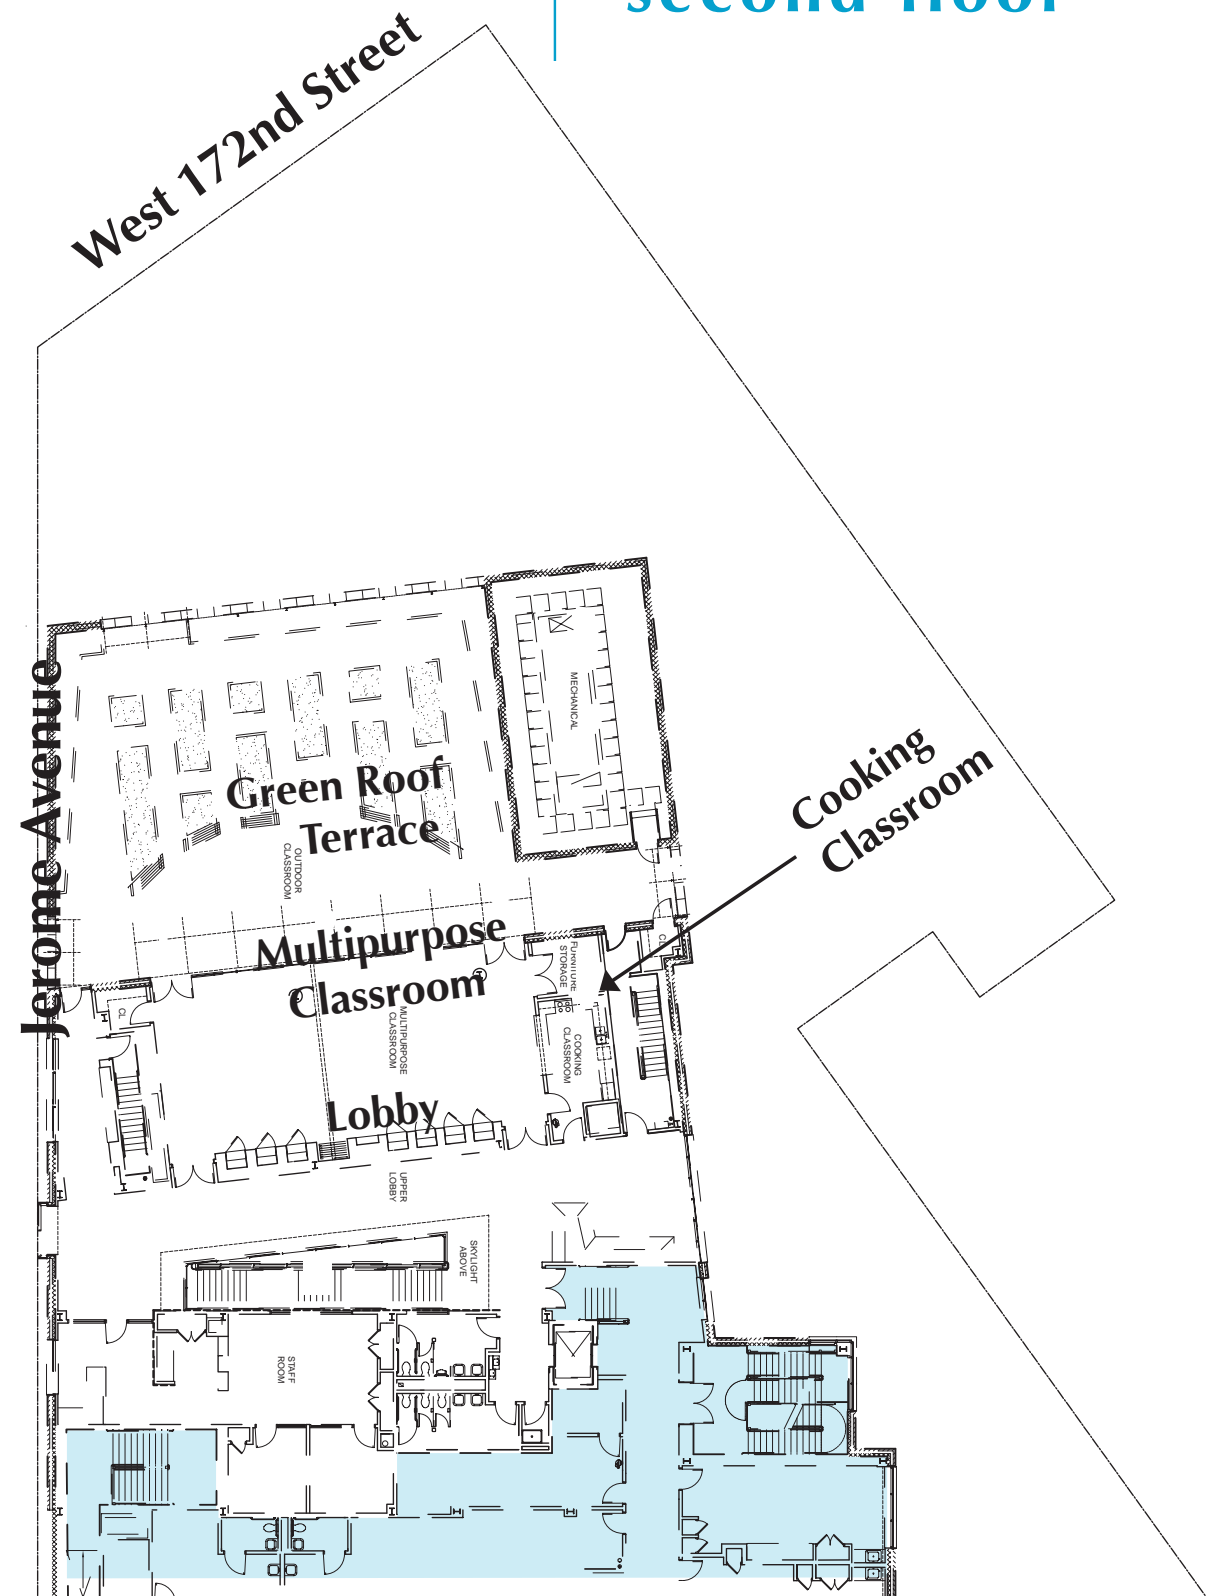 second floor
West 172nd Street
Jerome Avenue
MECHANICAL
Cooking
Classroom
Green Roof
Terrace
OUTDOOR
CLASSROOM
Multipurpose
Classroom
FURNITURE
STORAGE
CL
CL
MULTIPURPOSE
CLASSROOM
COOKING
CLASSROOM
Lobby
UPPER
LOBBY
SKYLIGHT
ABOVE
STAFF
ROOM